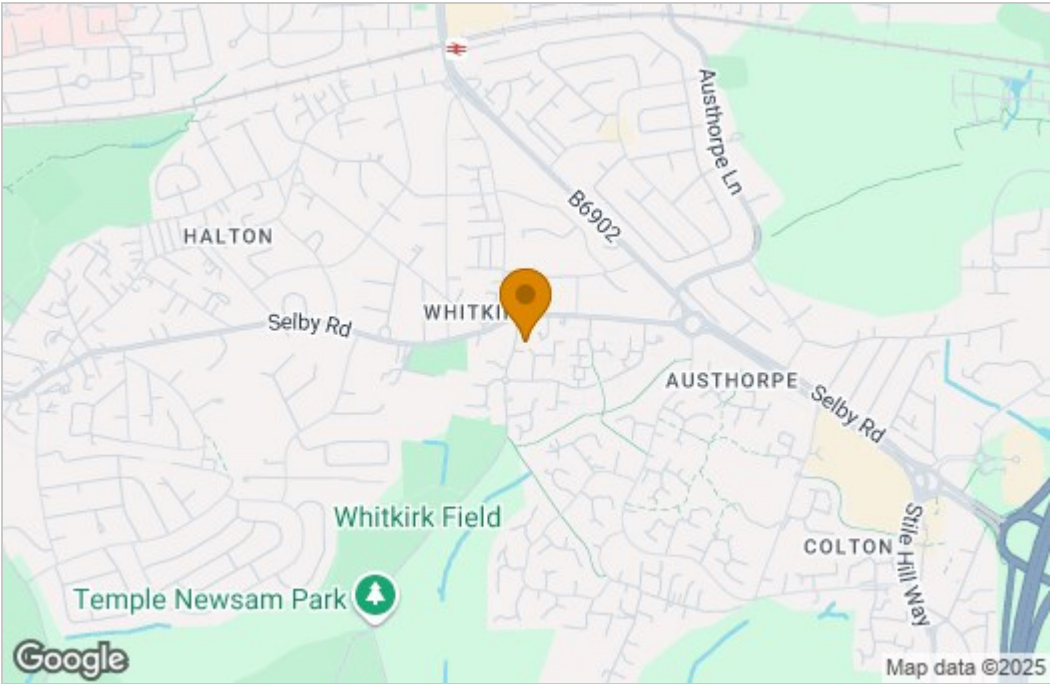 Austhorpe Ln
B6902
HALTON
WHITKI
Selby Rd
AUSTHORPE
Selby Rd
Whitkirk Field
COLTON
Stile Hill Way
Temple Newsam Park
Google
Map data ©2025